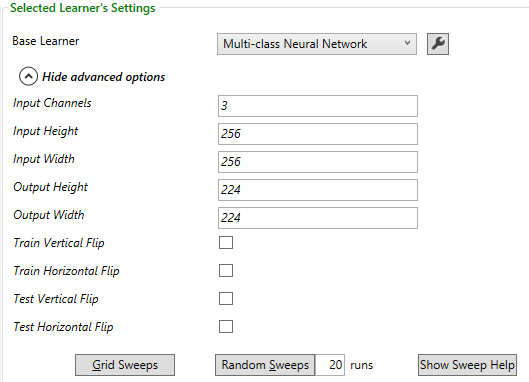 Selected Learner's Settings
Base Learner Multi-class Neural Network
Hide advanced options
Input Channels 3
Input Height 256
Input Width 256
Output Height 224
Output Width 224
Train Vertical Flip
Train Horizontal Flip
Test Vertical Flip
Test Horizontal Flip
Grid Sweeps Random Sweeps 20 runs Show Sweep Help